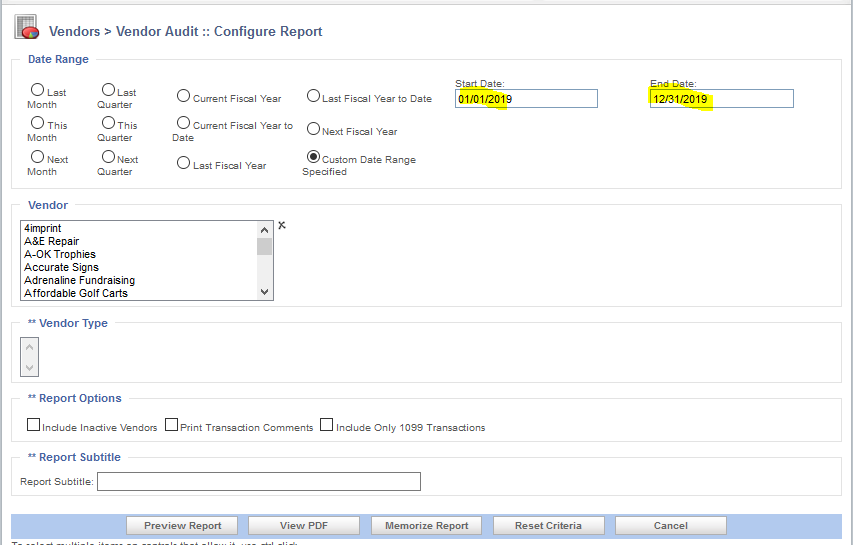 Vendors > Vendor Audit :: Configure Report
Date Range
Last Month
Last Quarter
Current Fiscal Year
Last Fiscal Year to Date
Start Date:
01/01/2019
End Date:
12/31/2019
This Month
This Quarter
Current Fiscal Year to Date
Next Fiscal Year
Next Month
Next Quarter
Last Fiscal Year
Custom Date Range Specified
Vendor
4imprint
A&E Repair
A-OK Trophies
Accurate Signs
Adrenaline Fundraising
Affordable Golf Carts
** Vendor Type
** Report Options
Include Inactive Vendors
Print Transaction Comments
Include Only 1099 Transactions
** Report Subtitle
Report Subtitle:
Preview Report
View PDF
Memorize Report
Reset Criteria
Cancel
To select multiple items on controls that allow it, use ctrl-click